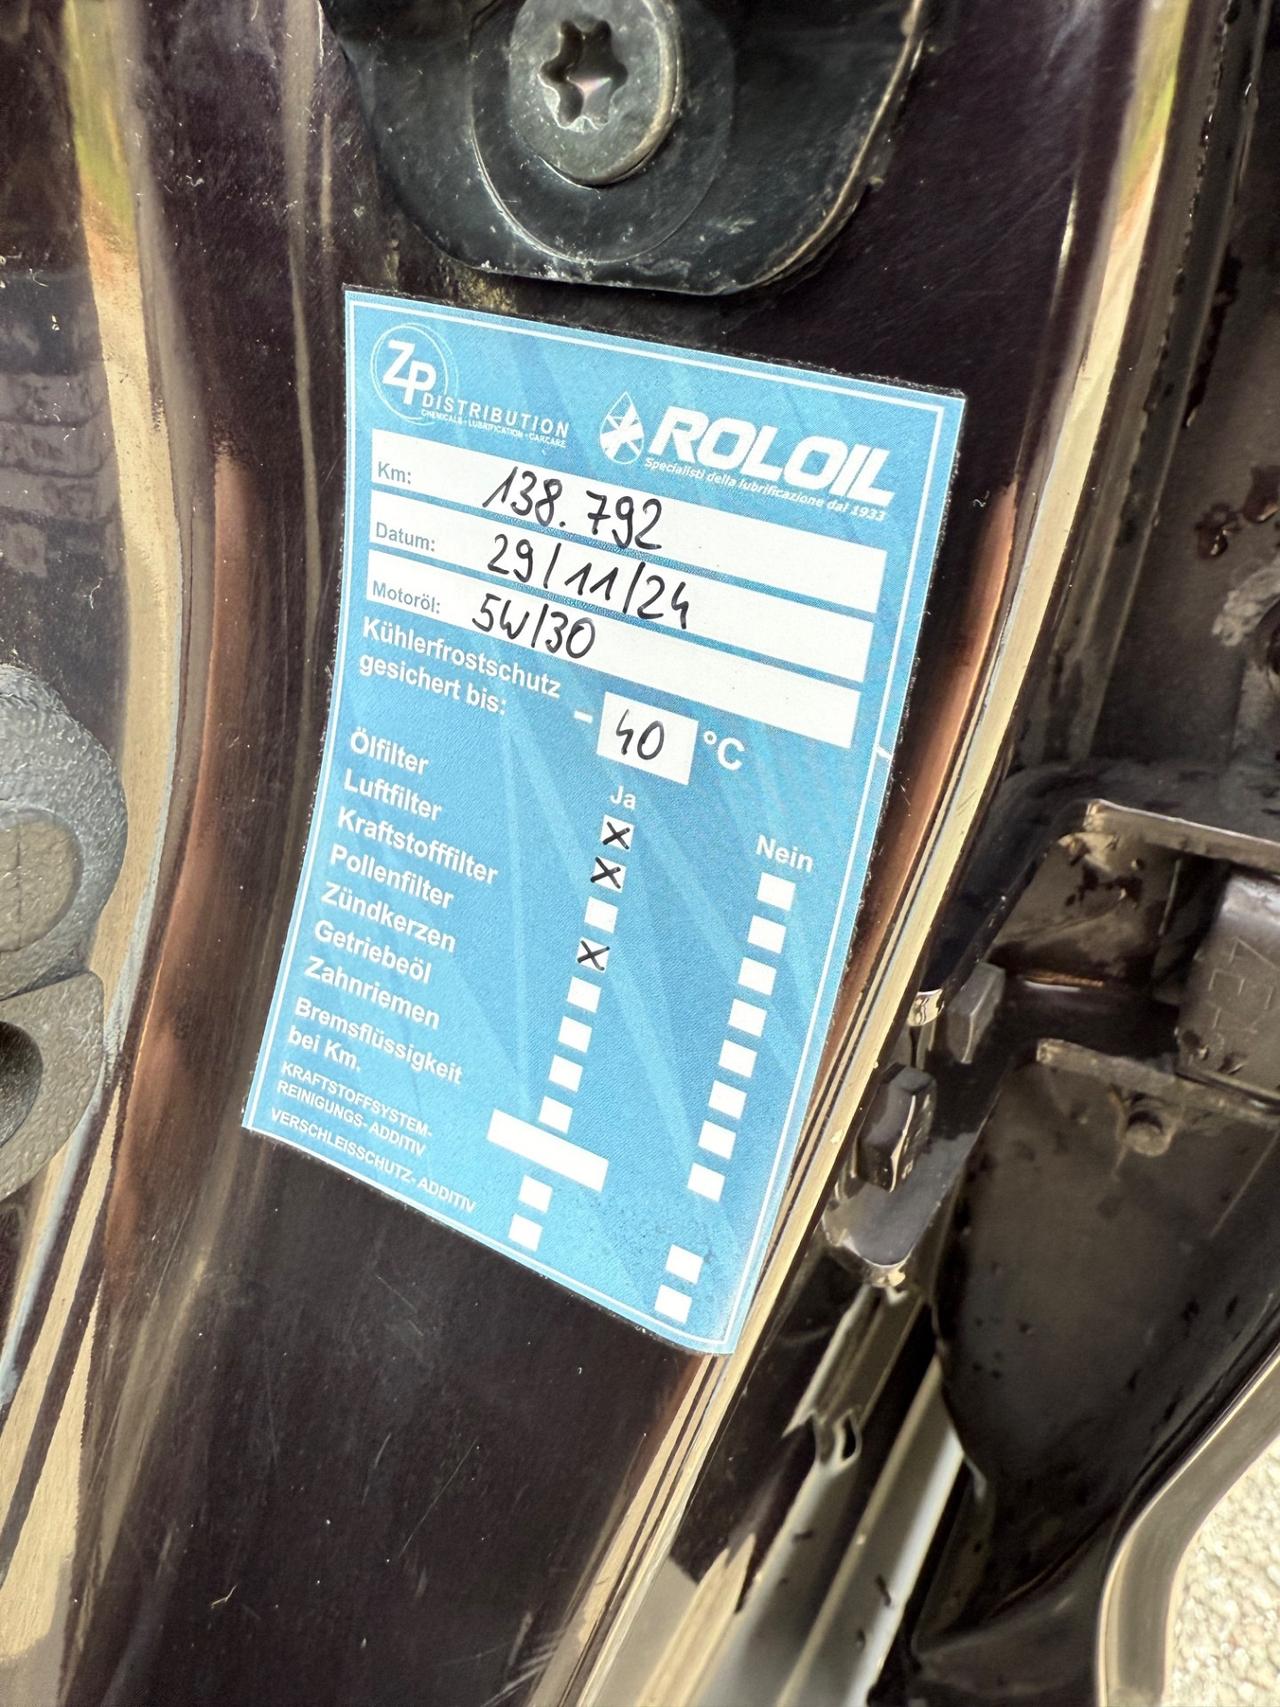 ZP DISTRIBUTION
CHEMICALS - LUBRIFICATION - CARCARE
ROLOIL
Specialisti della lubrificazione dal 1933
Km: 138.792
Datum: 29/11/24
Motoröl: 5W/30
Kühlerfrostschutz
gesichert bis: - 40 °C
Ja Nein
Ölfilter
Luftfilter
Kraftstofffilter
Pollenfilter
Zündkerzen
Getriebeöl
Zahnriemen
Bremsflüssigkeit
bei Km.
KRAFTSTOFFSYSTEM-
REINIGUNGS- ADDITIV
VERSCHLEISSCHUTZ- ADDITIV